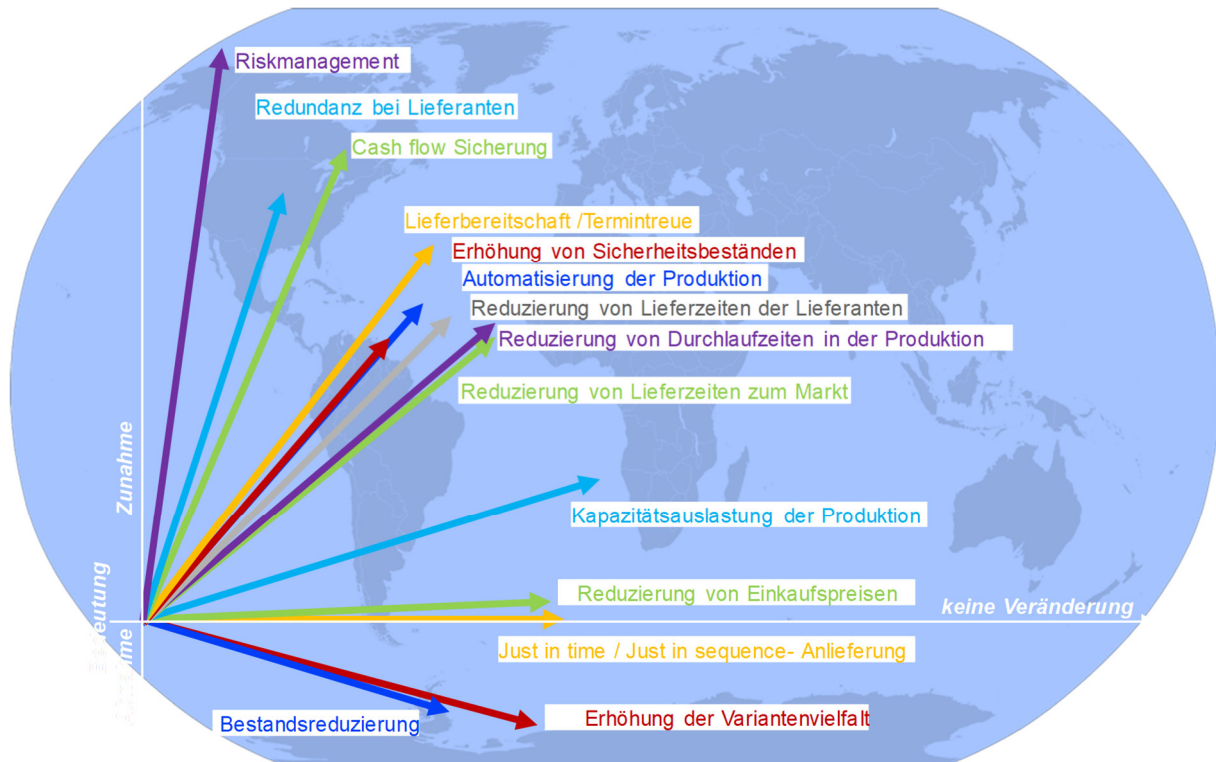 Riskmanagement
Redundanz bei Lieferanten
Cash flow Sicherung
Lieferbereitschaft /Termintreue
Erhöhung von Sicherheitsbeständen
Automatisierung der Produktion
Reduzierung von Lieferzeiten der Lieferanten
Reduzierung von Durchlaufzeiten in der Produktion
Reduzierung von Lieferzeiten zum Markt
Zunahme
Kapazitätsauslastung der Produktion
Reduzierung von Einkaufspreisen
keine Veränderung
Just in time / Just in sequence- Anlieferung
Bestandsreduzierung
Erhöhung der Variantenvielfalt